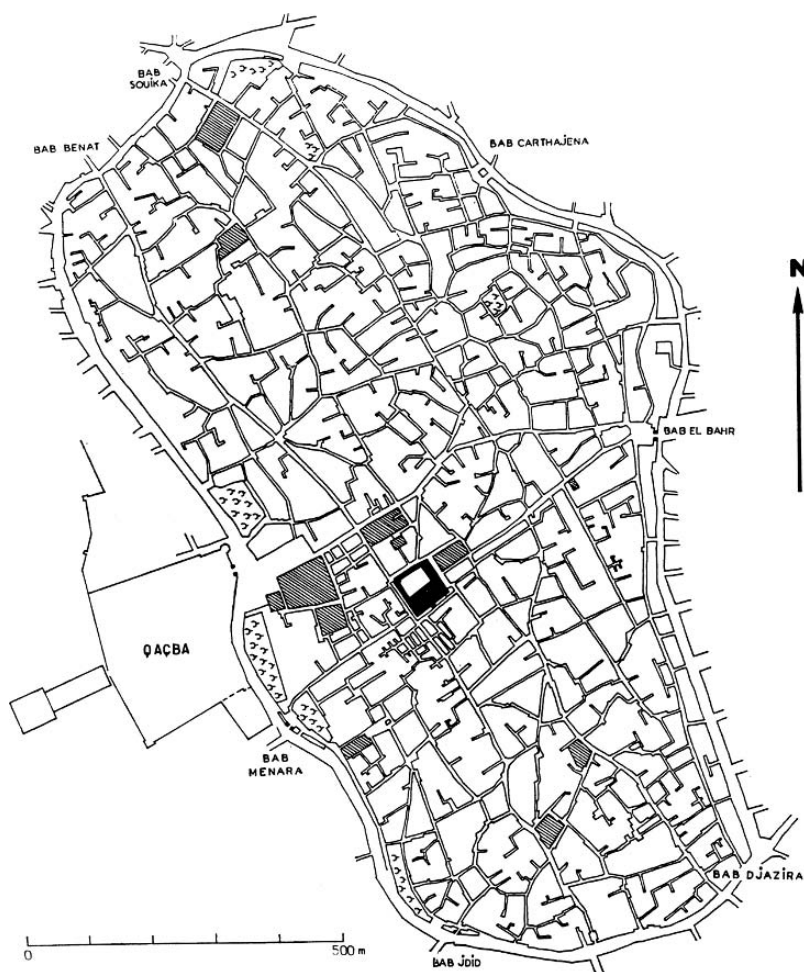 BAB
SOUIKA
BAB BENAT
BAB CARTHAJENA
N
BAB EL BAHR
QAÇBA
BAB
MENARA
BAB DJAZIRA
0
500 m
BAB JDID